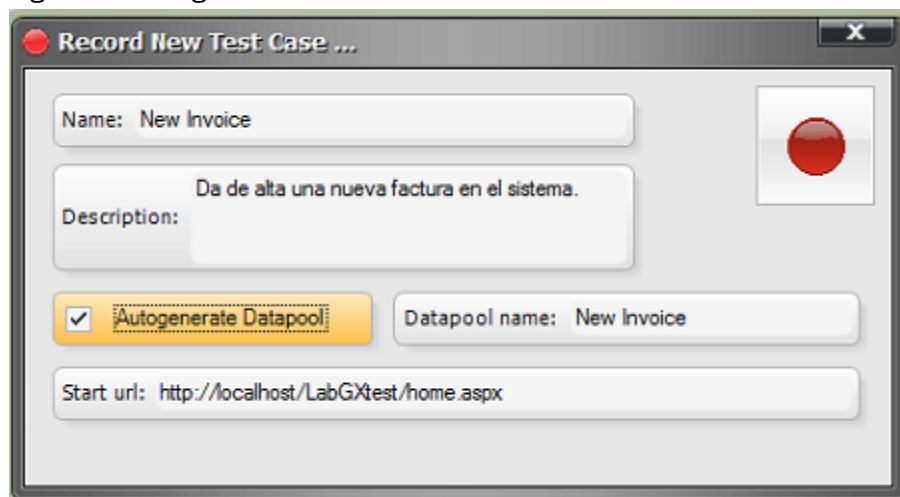 Record New Test Case ...
Name: New Invoice
Da de alta una nueva factura en el sistema.
Description:
Autogenerate Datapool
Datapool name: New Invoice
Start url: http://localhost/LabGXtest/home.aspx